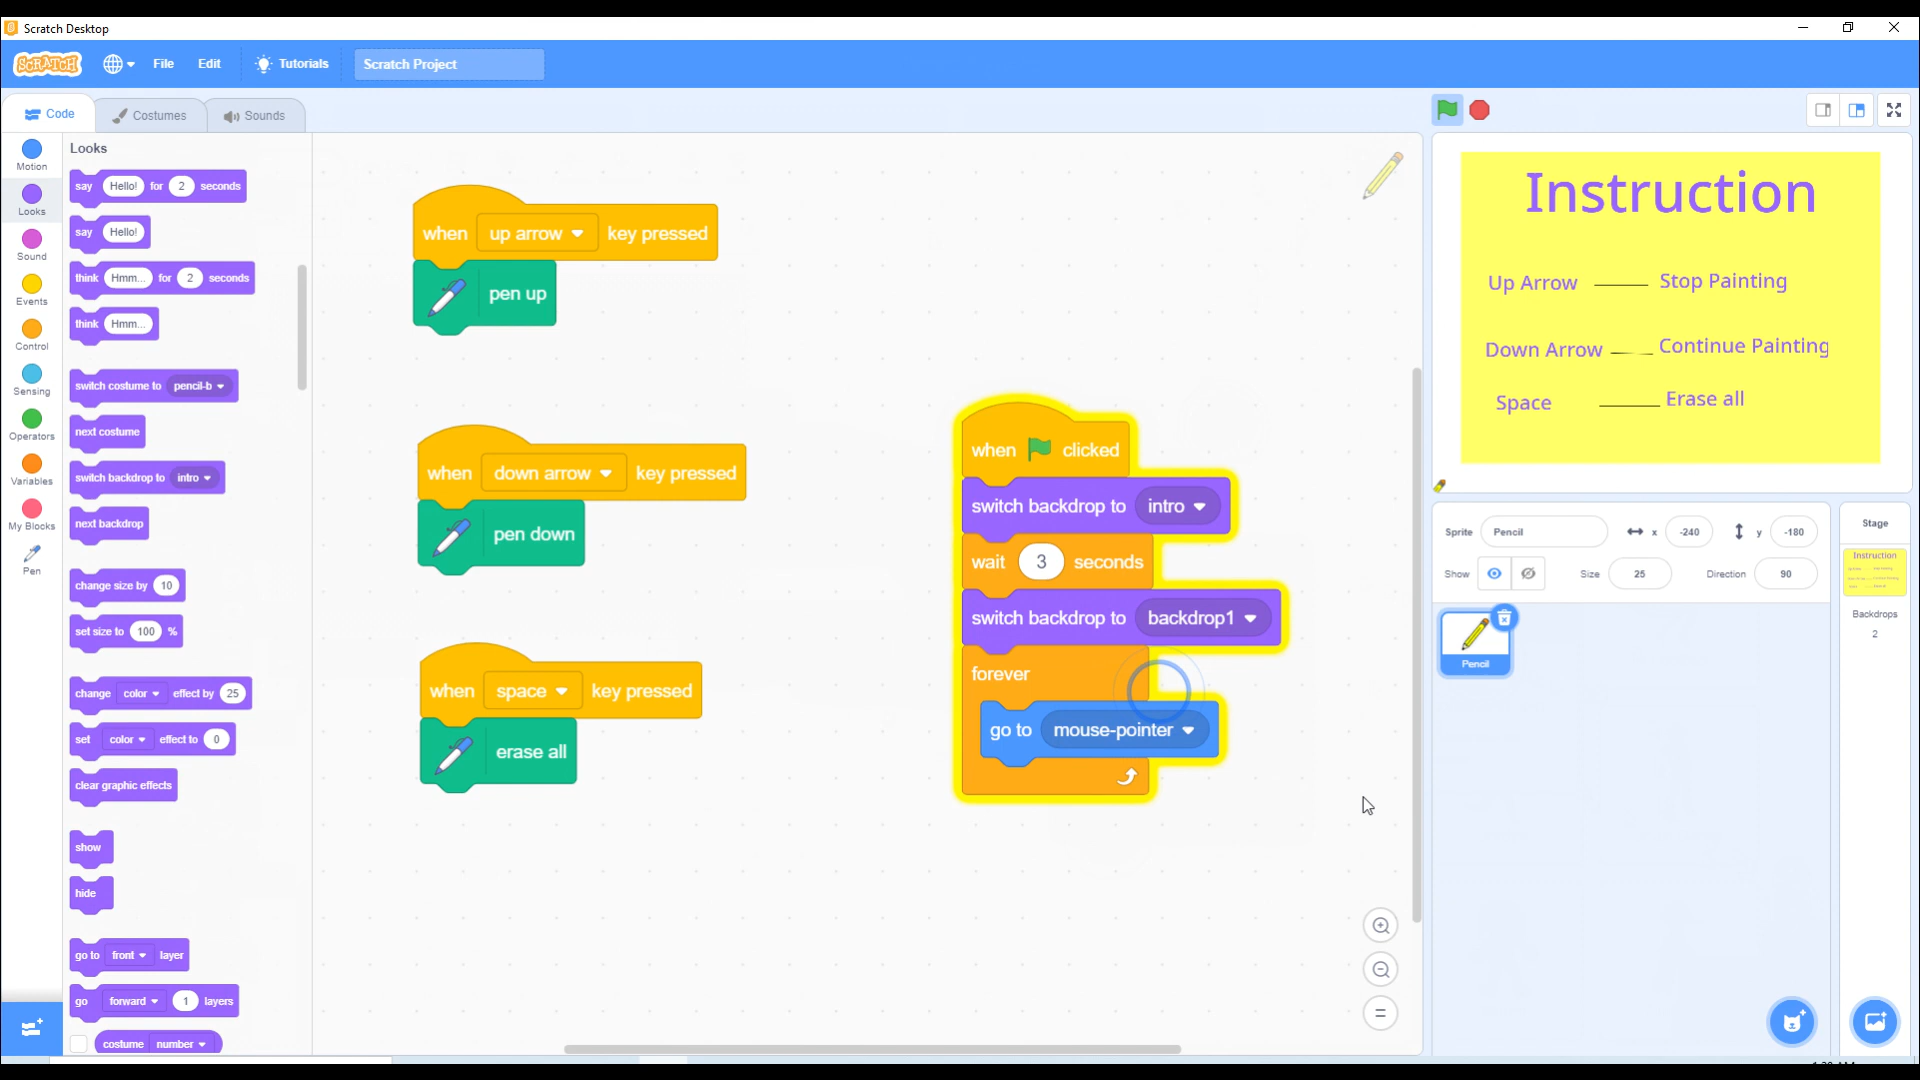 Scratch Desktop
SCRATCH
File
Edit
Tutorials
Scratch Project
Code
Costumes
Sounds
Motion
Looks
Sound
Events
Control
Sensing
Operators
Variables
My Blocks
Pen
Looks
say Hello! for 2 seconds
say Hello!
think Hmm... for 2 seconds
think Hmm...
switch costume to pencil-b
next costume
switch backdrop to intro
next backdrop
change size by 10
set size to 100 %
change color effect by 25
set color effect to 0
clear graphic effects
show
hide
go to front layer
go forward 1 layers
costume number
when up arrow key pressed
pen up
when down arrow key pressed
pen down
when space key pressed
erase all
when clicked
switch backdrop to intro
wait 3 seconds
switch backdrop to backdrop1
forever
go to mouse-pointer
Instruction
Up Arrow Stop Painting
Down Arrow Continue Painting
Space Erase all
Sprite Pencil x -240 y -180
Show Size 25 Direction 90
Pencil
Stage
Instruction
Backdrops
2